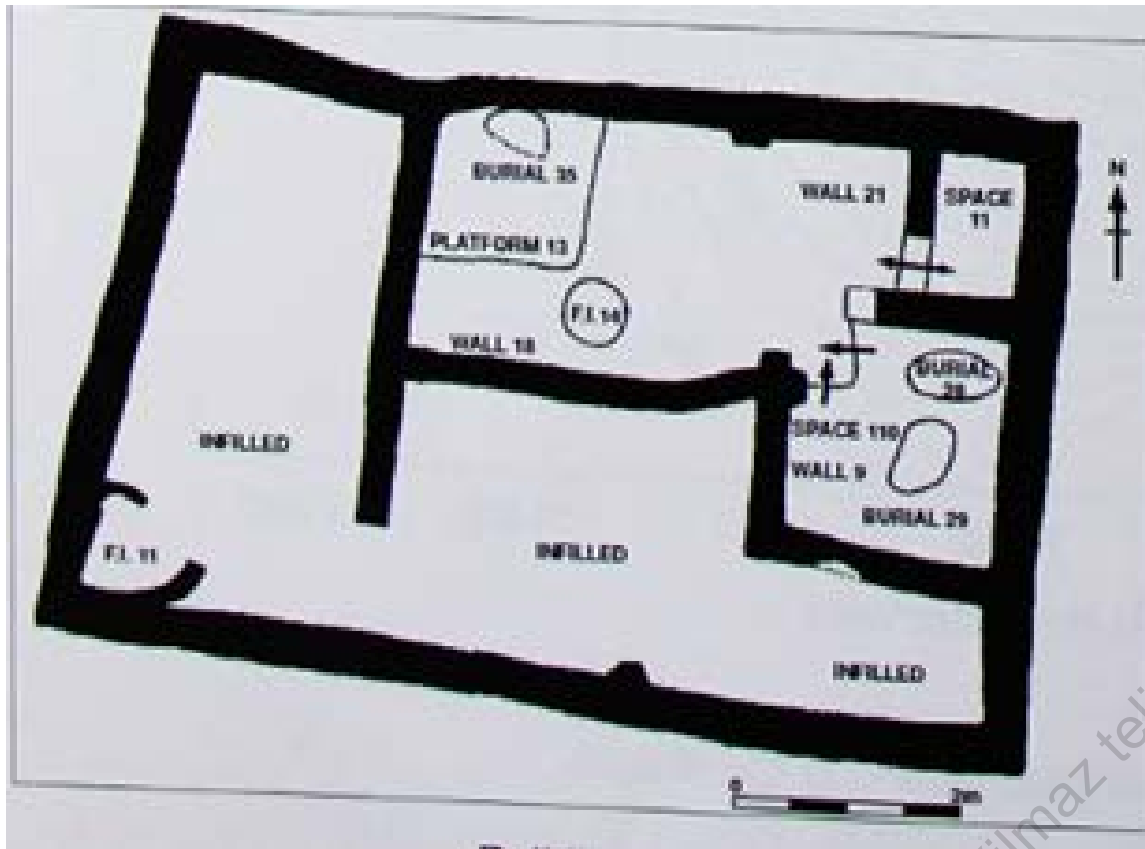 BURIAL 35
WALL 21
SPACE
11
N
PLATFORM 13
F.I. 14
WALL 18
BURIAL
SPACE 110
WALL 9
BURIAL 29
INFILLED
INFILLED
F.I. 11
INFILLED
0
2m